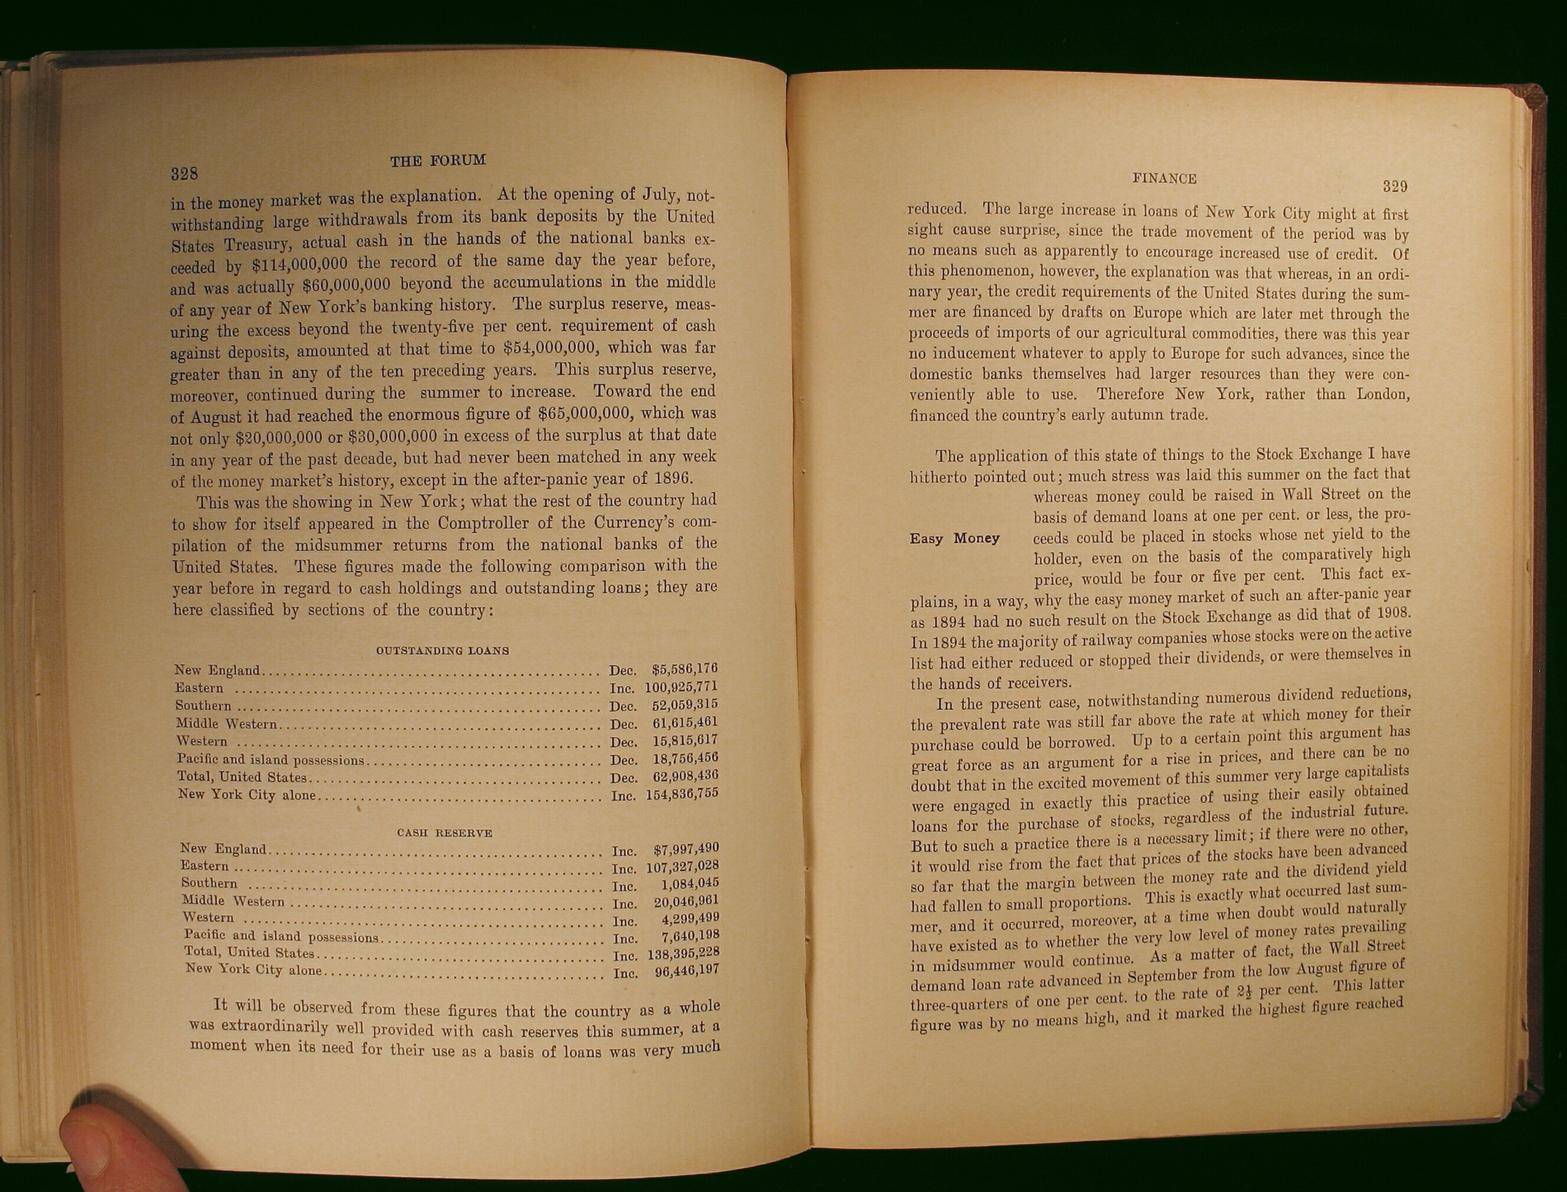 328
THE FORUM
in the money market was the explanation. At the opening of July, not-
withstanding large withdrawals from its bank deposits by the United
States Treasury, actual cash in the hands of the national banks ex-
ceeded by $114,000,000 the record of the same day the year before,
and was actually $60,000,000 beyond the accumulations in the middle
of any year of New York's banking history. The surplus reserve, meas-
uring the excess beyond the twenty-five per cent. requirement of cash
against deposits, amounted at that time to $54,000,000, which was far
greater than in any of the ten preceding years. This surplus reserve,
moreover, continued during the summer to increase. Toward the end
of August it had reached the enormous figure of $65,000,000, which was
not only $20,000,000 or $30,000,000 in excess of the surplus at that date
in any year of the past decade, but had never been matched in any week
of the money market's history, except in the after-panic year of 1896.
This was the showing in New York; what the rest of the country had
to show for itself appeared in the Comptroller of the Currency's com-
pilation of the midsummer returns from the national banks of the
United States. These figures made the following comparison with the
year before in regard to cash holdings and outstanding loans; they are
here classified by sections of the country:
OUTSTANDING LOANS
New England........................................ Dec. $5,586,176
Eastern ........................................ Inc. 100,925,771
Southern ........................................ Dec. 52,059,315
Middle Western........................................ Dec. 61,615,461
Western ........................................ Dec. 15,815,617
Pacific and island possessions........................................ Dec. 18,756,456
Total, United States........................................ Dec. 62,908,436
New York City alone........................................ Inc. 154,836,755
CASH RESERVE
New England........................................ Inc. $7,997,490
Eastern ........................................ Inc. 107,327,028
Southern ........................................ Inc. 1,084,045
Middle Western ........................................ Inc. 20,046,961
Western ........................................ Inc. 4,299,499
Pacific and island possessions........................................ Inc. 7,640,198
Total, United States........................................ Inc. 138,395,228
New York City alone........................................ Inc. 96,446,197
It will be observed from these figures that the country as a whole
was extraordinarily well provided with cash reserves this summer, at a
moment when its need for their use as a basis of loans was very much
FINANCE
329
reduced. The large increase in loans of New York City might at first
sight cause surprise, since the trade movement of the period was by
no means such as apparently to encourage increased use of credit. Of
this phenomenon, however, the explanation was that whereas, in an ordi-
nary year, the credit requirements of the United States during the sum-
mer are financed by drafts on Europe which are later met through the
proceeds of imports of our agricultural commodities, there was this year
no inducement whatever to apply to Europe for such advances, since the
domestic banks themselves had larger resources than they were con-
veniently able to use. Therefore New York, rather than London,
financed the country's early autumn trade.
The application of this state of things to the Stock Exchange I have
hitherto pointed out; much stress was laid this summer on the fact that
whereas money could be raised in Wall Street on the
basis of demand loans at one per cent. or less, the pro-
Easy Money
ceeds could be placed in stocks whose net yield to the
holder, even on the basis of the comparatively high
price, would be four or five per cent. This fact ex-
plains, in a way, why the easy money market of such an after-panic year
as 1894 had no such result on the Stock Exchange as did that of 1908.
In 1894 the majority of railway companies whose stocks were on the active
list had either reduced or stopped their dividends, or were themselves in
the hands of receivers.
In the present case, notwithstanding numerous dividend reductions,
the prevalent rate was still far above the rate at which money for their
purchase could be borrowed. Up to a certain point this argument has
great force as an argument for a rise in prices, and there can be no
doubt that in the excited movement of this summer very large capitalists
were engaged in exactly this practice of using their easily obtained
loans for the purchase of stocks, regardless of the industrial future.
But to such a practice there is a necessary limit; if there were no other,
it would rise from the fact that prices of the stocks have been advanced
so far that the margin between the money rate and the dividend yield
had fallen to small proportions. This is exactly what occurred last sum-
mer, and it occurred, moreover, at a time when doubt would naturally
have existed as to whether the very low level of money rates prevailing
in midsummer would continue. As a matter of fact, the Wall Street
demand loan rate advanced in September from the low August figure of
three-quarters of one per cent. to the rate of 2½ per cent. This latter
figure was by no means high, and it marked the highest figure reached